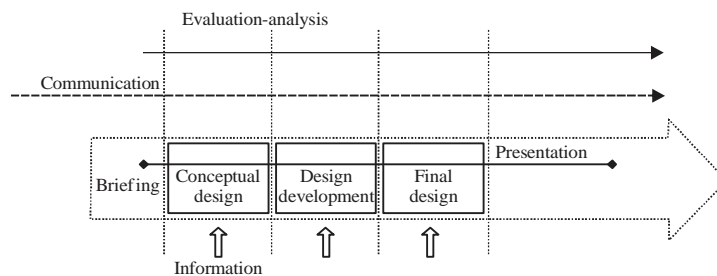 Evaluation-analysis
Communication
Presentation
Briefing
Conceptual
design
Design
development
Final
design
Information